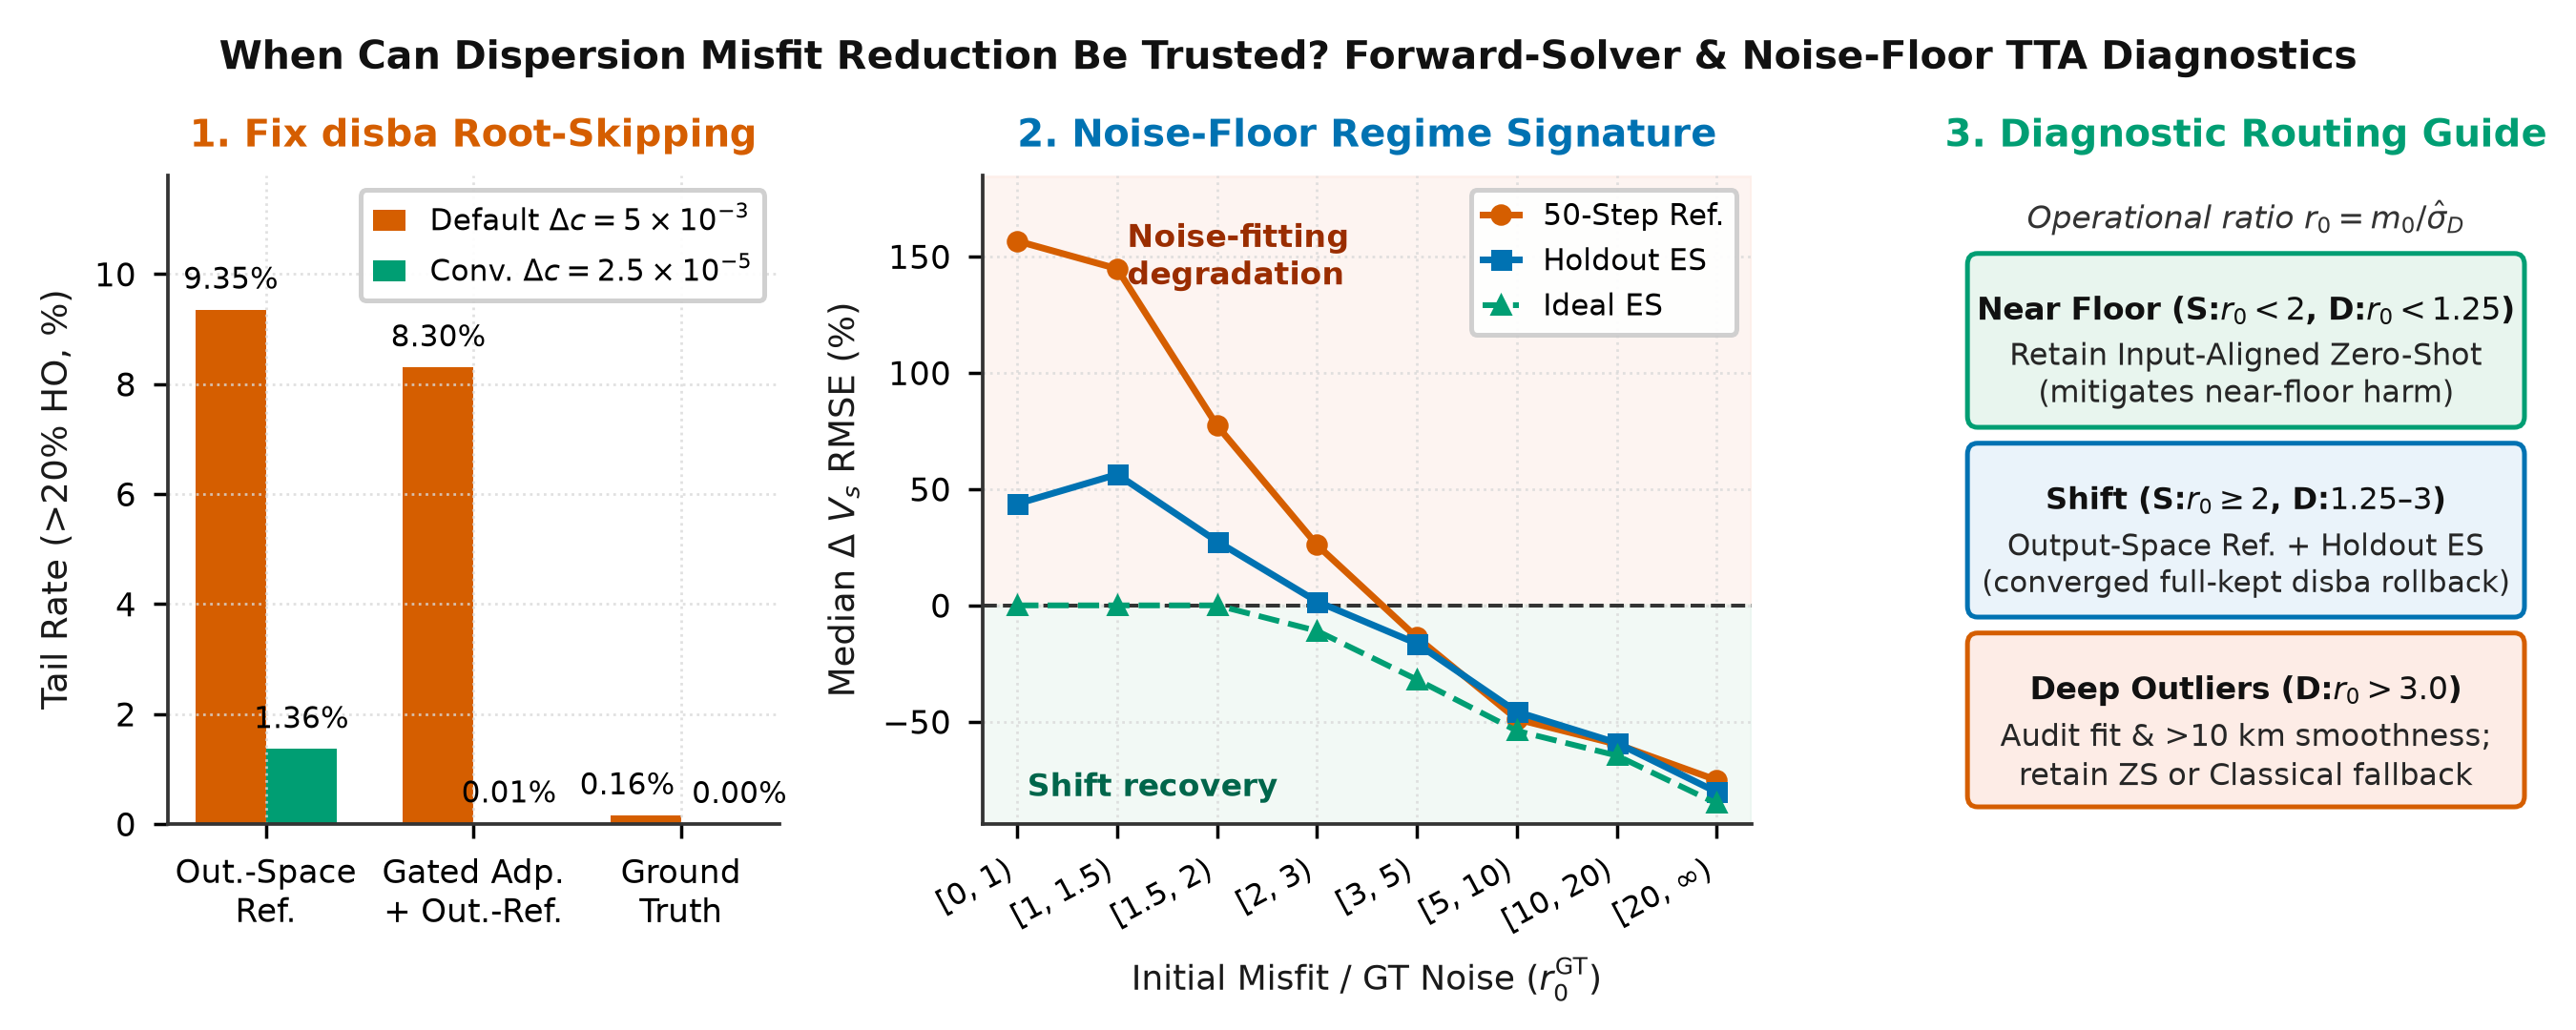 When Can Dispersion Misfit Reduction Be Trusted? Forward-Solver & Noise-Floor TTA Diagnostics
1. Fix disba Root-Skipping
Tail Rate (>20% HO, %)
10
8
6
4
2
0
Default Δc = 5 × 10⁻³
Conv. Δc = 2.5 × 10⁻⁵
9.35%
1.36%
8.30%
0.01%
0.16%
0.00%
Out.-Space
Ref.
Gated Adp.
+ Out.-Ref.
Ground
Truth
2. Noise-Floor Regime Signature
Median Δ Vₛ RMSE (%)
150
100
50
0
−50
Noise-fitting
degradation
50-Step Ref.
Holdout ES
Ideal ES
Shift recovery
[0, 1)
[1, 1.5)
[1.5, 2)
[2, 3)
[3, 5)
[5, 10)
[10, 20)
[20, ∞)
Initial Misfit / GT Noise (r₀^GT)
3. Diagnostic Routing Guide
Operational ratio r₀ = m₀/σ̂_D
Near Floor (S:r₀ < 2, D:r₀ < 1.25)
Retain Input-Aligned Zero-Shot
(mitigates near-floor harm)
Shift (S:r₀ ≥ 2, D:1.25–3)
Output-Space Ref. + Holdout ES
(converged full-kept disba rollback)
Deep Outliers (D:r₀ > 3.0)
Audit fit & >10 km smoothness;
retain ZS or Classical fallback